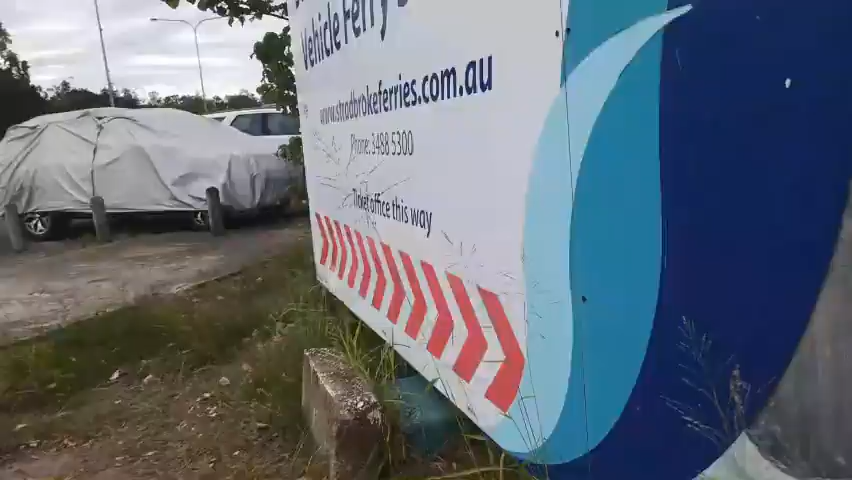 Vehicle Ferry
www.stradbrokeferries.com.au
Phone: 3488 5300
Ticket office this way